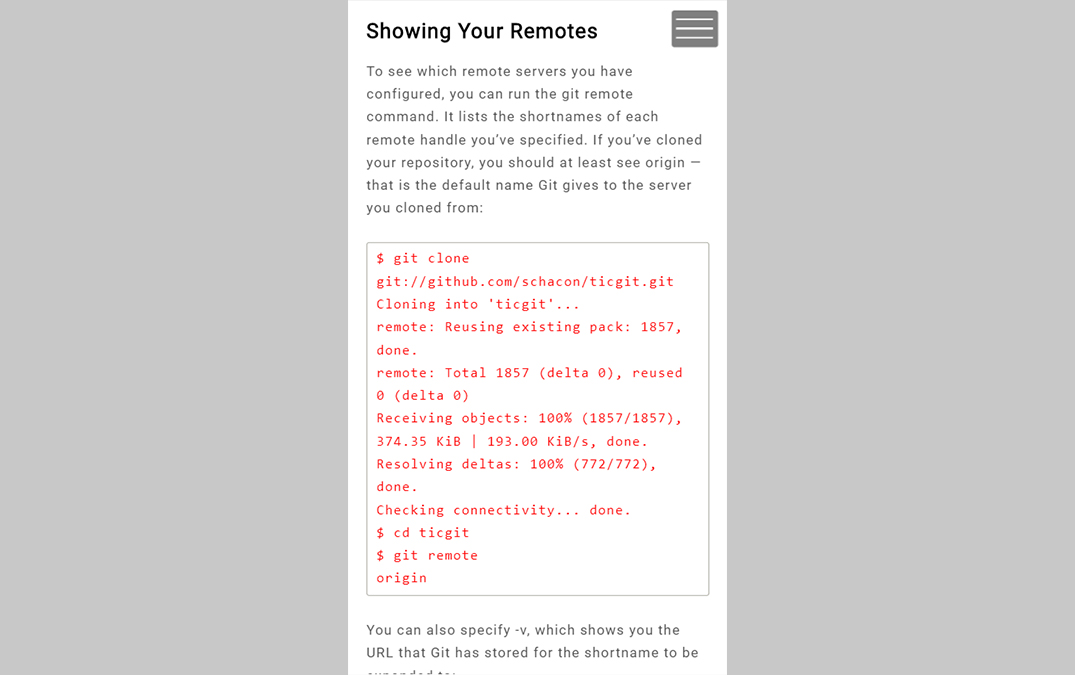 Showing Your Remotes
To see which remote servers you have
configured, you can run the git remote
command. It lists the shortnames of each
remote handle you’ve specified. If you’ve cloned
your repository, you should at least see origin —
that is the default name Git gives to the server
you cloned from:
$ git clone
git://github.com/schacon/ticgit.git
Cloning into 'ticgit'...
remote: Reusing existing pack: 1857,
done.
remote: Total 1857 (delta 0), reused
0 (delta 0)
Receiving objects: 100% (1857/1857),
374.35 KiB | 193.00 KiB/s, done.
Resolving deltas: 100% (772/772),
done.
Checking connectivity... done.
$ cd ticgit
$ git remote
origin
You can also specify -v, which shows you the
URL that Git has stored for the shortname to be